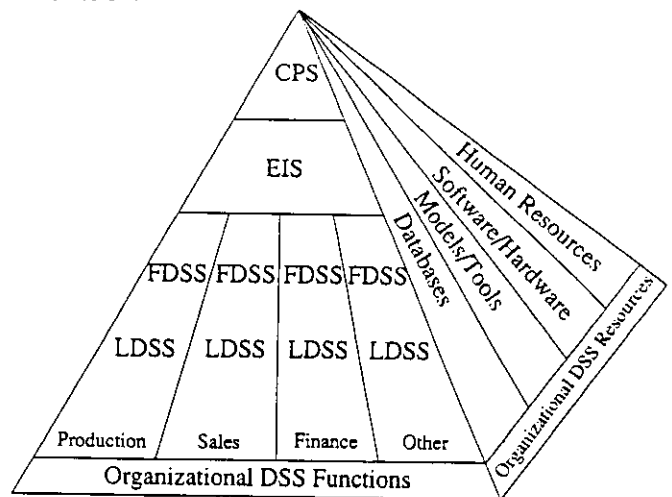 CPS
EIS
FDSS FDSS FDSS FDSS
LDSS LDSS LDSS LDSS
Production Sales Finance Other
Organizational DSS Functions
Databases
Models/Tools
Software/Hardware
Human Resources
Organizational DSS Resources